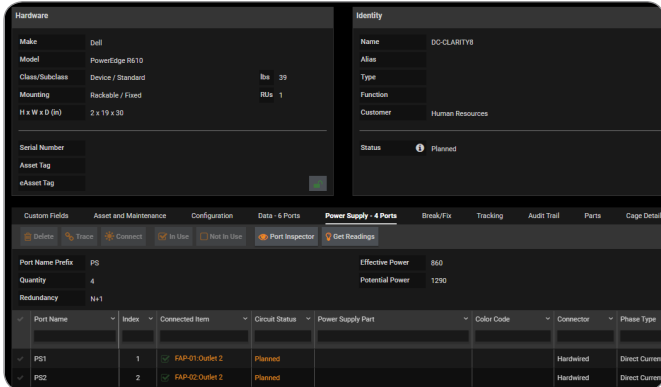 Hardware
Make Dell
Model PowerEdge R610
Class/Subclass Device / Standard lbs 39
Mounting Rackable / Fixed RUs 1
H x W x D (in) 2 x 19 x 30
Serial Number
Asset Tag
eAsset Tag
Identity
Name DC-CLARITY8
Alias
Type
Function
Customer Human Resources
Status Planned
Custom Fields Asset and Maintenance Configuration Data - 6 Ports Power Supply - 4 Ports Break/Fix Tracking Audit Trail Parts Cage Detail
Delete Trace Connect In Use Not In Use Port Inspector Get Readings
Port Name Prefix PS Effective Power 860
Quantity 4 Potential Power 1290
Redundancy N+1
Port Name Index Connected Item Circuit Status Power Supply Part Color Code Connector Phase Type
PS1 1 FAP-01:Outlet 2 Planned Hardwired Direct Curren
PS2 2 FAP-02:Outlet 2 Planned Hardwired Direct Curren